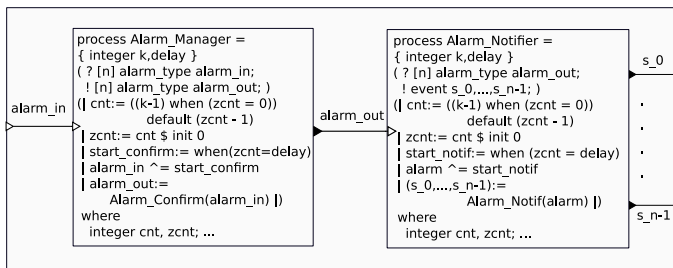 alarm_in
process Alarm_Manager =
{ integer k,delay }
( ? [n] alarm_type alarm_in;
! [n] alarm_type alarm_out; )
(| cnt:= ((k-1) when (zcnt = 0))
default (zcnt - 1)
| zcnt:= cnt $ init 0
| start_confirm:= when(zcnt=delay)
| alarm_in ^= start_confirm
| alarm_out:=
Alarm_Confirm(alarm_in) |)
where
integer cnt, zcnt; ...
alarm_out
process Alarm_Notifier =
{ integer k,delay }
( ? [n] alarm_type alarm_out;
! event s_0,...,s_n-1; )
(| cnt:= ((k-1) when (zcnt = 0))
default (zcnt - 1)
| zcnt:= cnt $ init 0
| start_notif:= when (zcnt = delay)
| alarm ^= start_notif
| (s_0,...,s_n-1):=
Alarm_Notif(alarm) |)
where
integer cnt, zcnt; ...
s_0
.
.
.
.
s_n-1